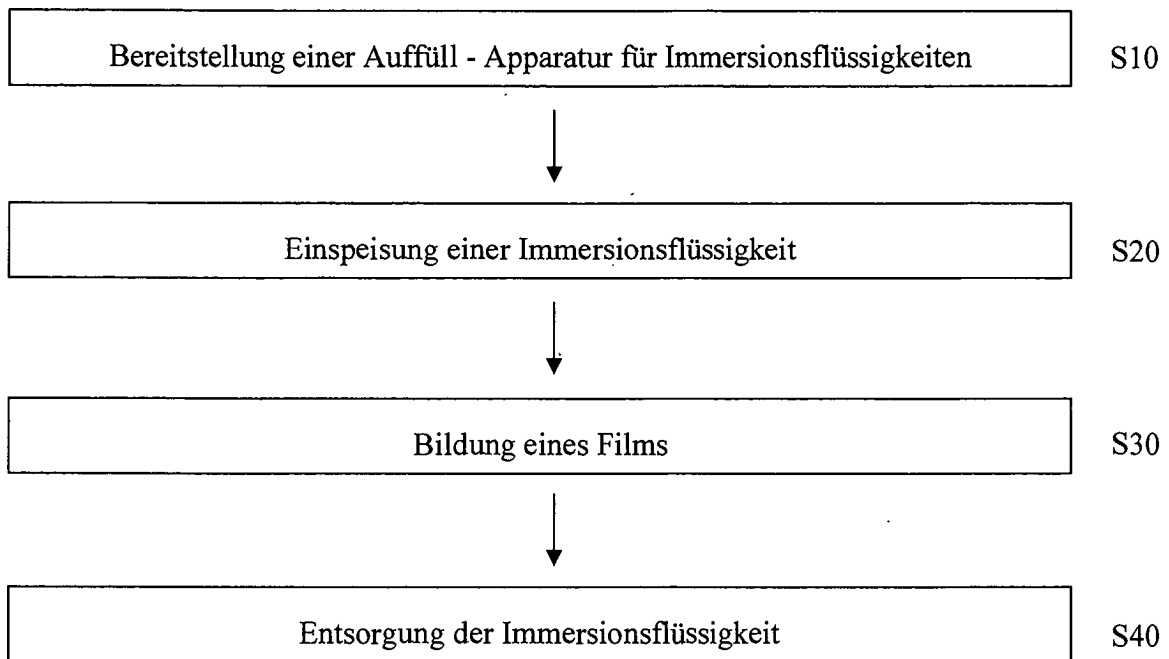 Bereitstellung einer Auffüll - Apparatur für Immersionsflüssigkeiten S10
Einspeisung einer Immersionsflüssigkeit S20
Bildung eines Films S30
Entsorgung der Immersionsflüssigkeit S40